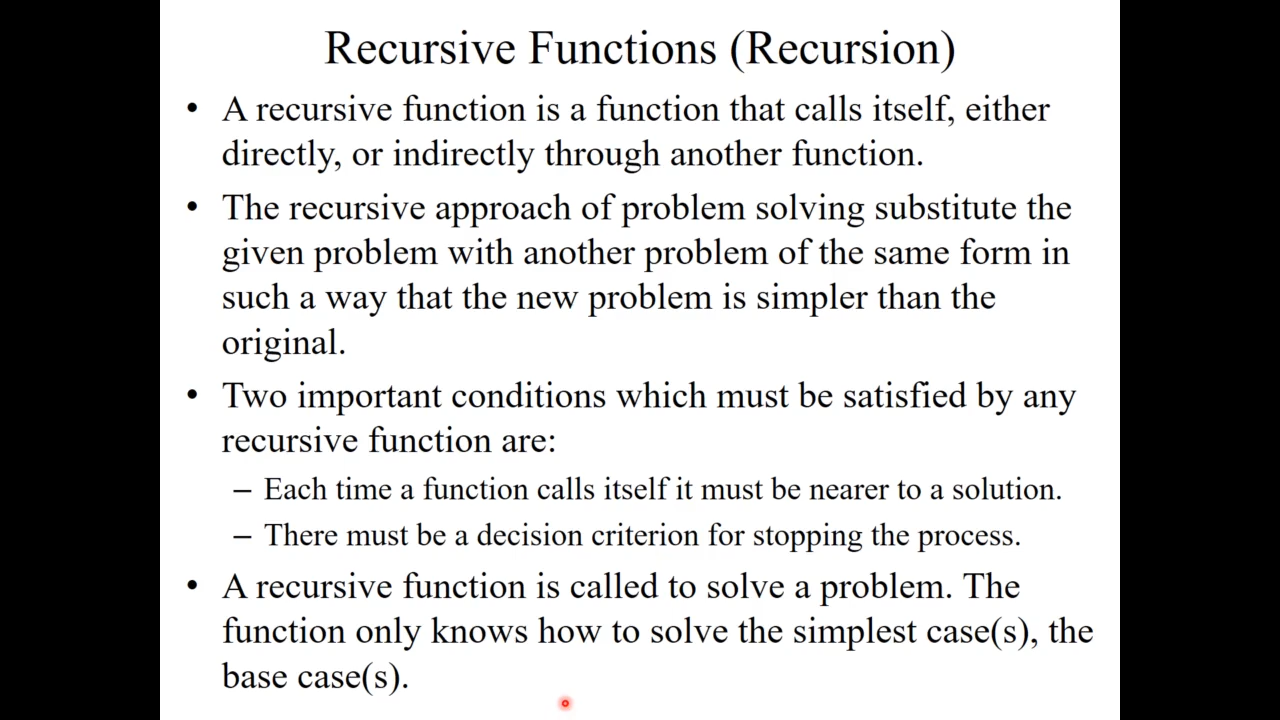 Recursive Functions (Recursion)
• A recursive function is a function that calls itself, either
directly, or indirectly through another function.
• The recursive approach of problem solving substitute the
given problem with another problem of the same form in
such a way that the new problem is simpler than the
original.
• Two important conditions which must be satisfied by any
recursive function are:
– Each time a function calls itself it must be nearer to a solution.
– There must be a decision criterion for stopping the process.
• A recursive function is called to solve a problem. The
function only knows how to solve the simplest case(s), the
base case(s).